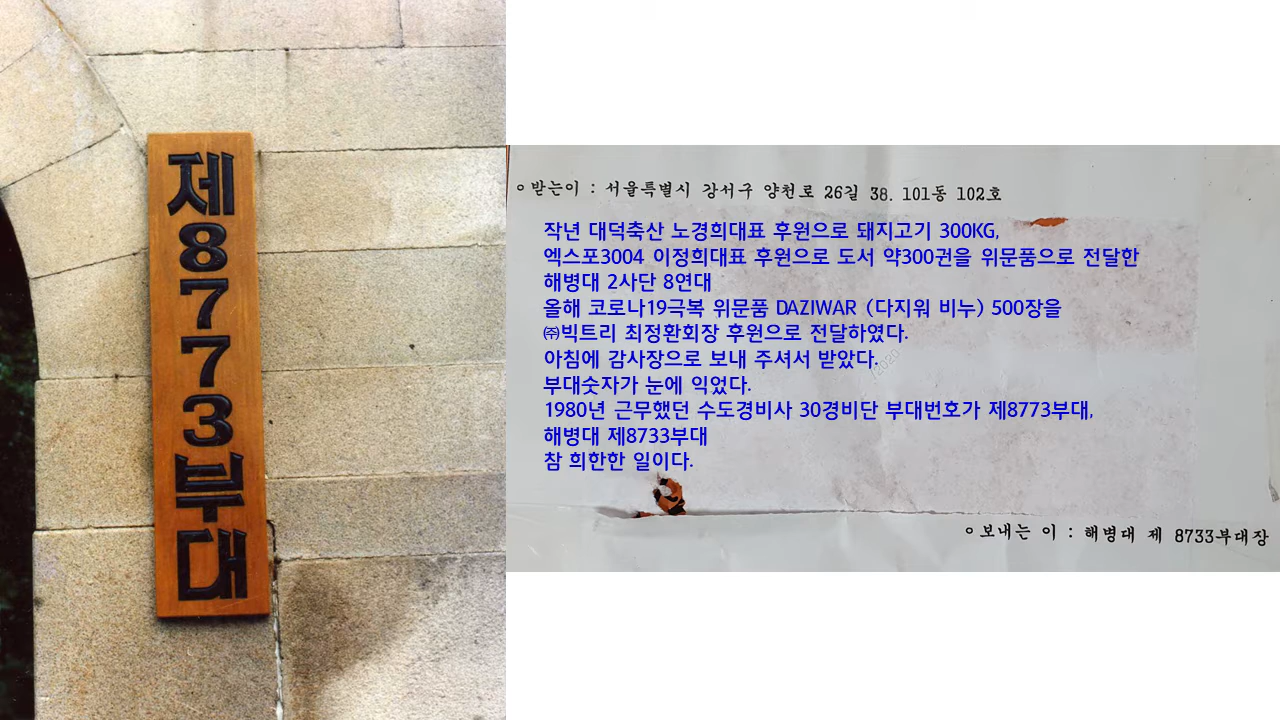 제8773부대
○받는이 : 서울특별시 강서구 양천로 26길 38. 101동 102호
작년 대덕축산 노경희대표 후원으로 돼지고기 300KG,
엑스포3004 이정희대표 후원으로 도서 약300권을 위문품으로 전달한
해병대 2사단 8연대
올해 코로나19극복 위문품 DAZIWAR (다지워 비누) 500장을
㈜빅트리 최정환회장 후원으로 전달하였다.
아침에 감사장으로 보내 주셔서 받았다.
부대숫자가 눈에 익었다.
1980년 근무했던 수도경비사 30경비단 부대번호가 제8773부대,
해병대 제8733부대
참 희한한 일이다.
○보내는 이 : 해병대 제 8733부대장